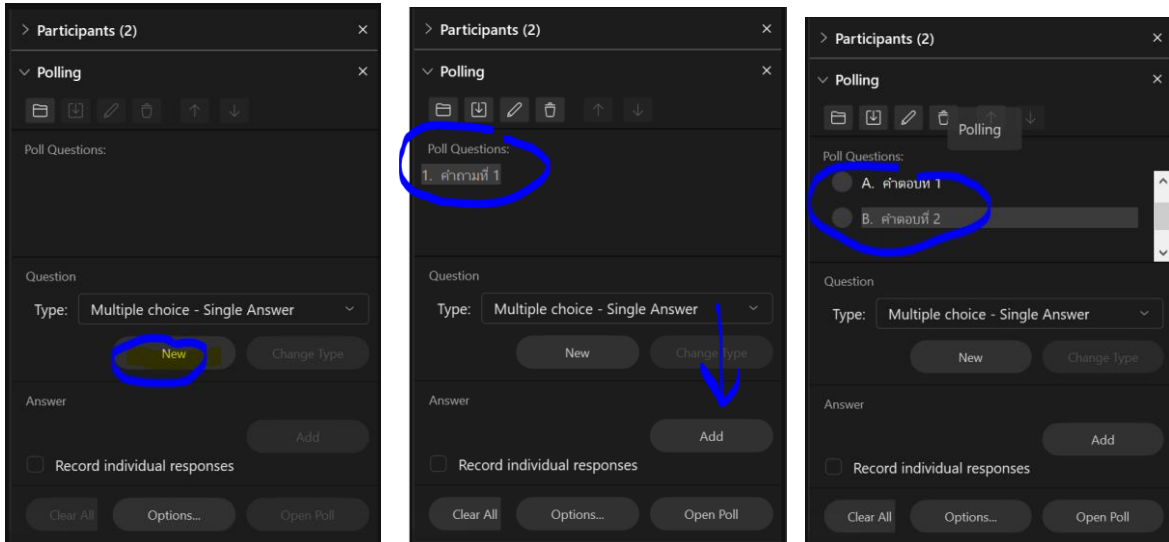 Participants (2)
Polling
Poll Questions:
Question
Type: Multiple choice - Single Answer
New Change Type
Answer
Add
Record individual responses
Clear All Options... Open Poll
Participants (2)
Polling
Poll Questions:
1. คำถามที่ 1
Question
Type: Multiple choice - Single Answer
New Change Type
Answer
Add
Record individual responses
Clear All Options... Open Poll
Participants (2)
Polling
Polling
Poll Questions:
A. คำตอบที่ 1
B. คำตอบที่ 2
Question
Type: Multiple choice - Single Answer
New Change Type
Answer
Add
Record individual responses
Clear All Options... Open Poll